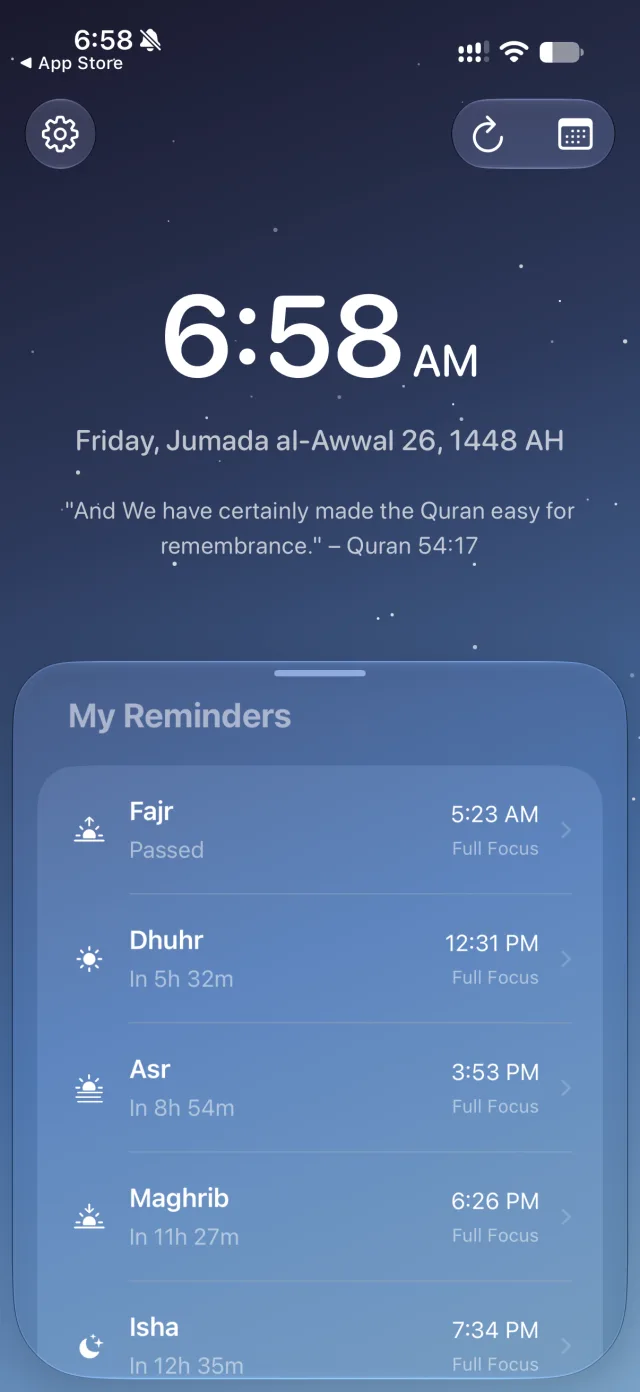 6:58
◀ App Store
6:58 AM
Friday, Jumada al-Awwal 26, 1448 AH
"And We have certainly made the Quran easy for
remembrance." – Quran 54:17
My Reminders
Fajr
5:23 AM
Passed
Full Focus
Dhuhr
12:31 PM
In 5h 32m
Full Focus
Asr
3:53 PM
In 8h 54m
Full Focus
Maghrib
6:26 PM
In 11h 27m
Full Focus
Isha
7:34 PM
In 12h 35m
Full Focus